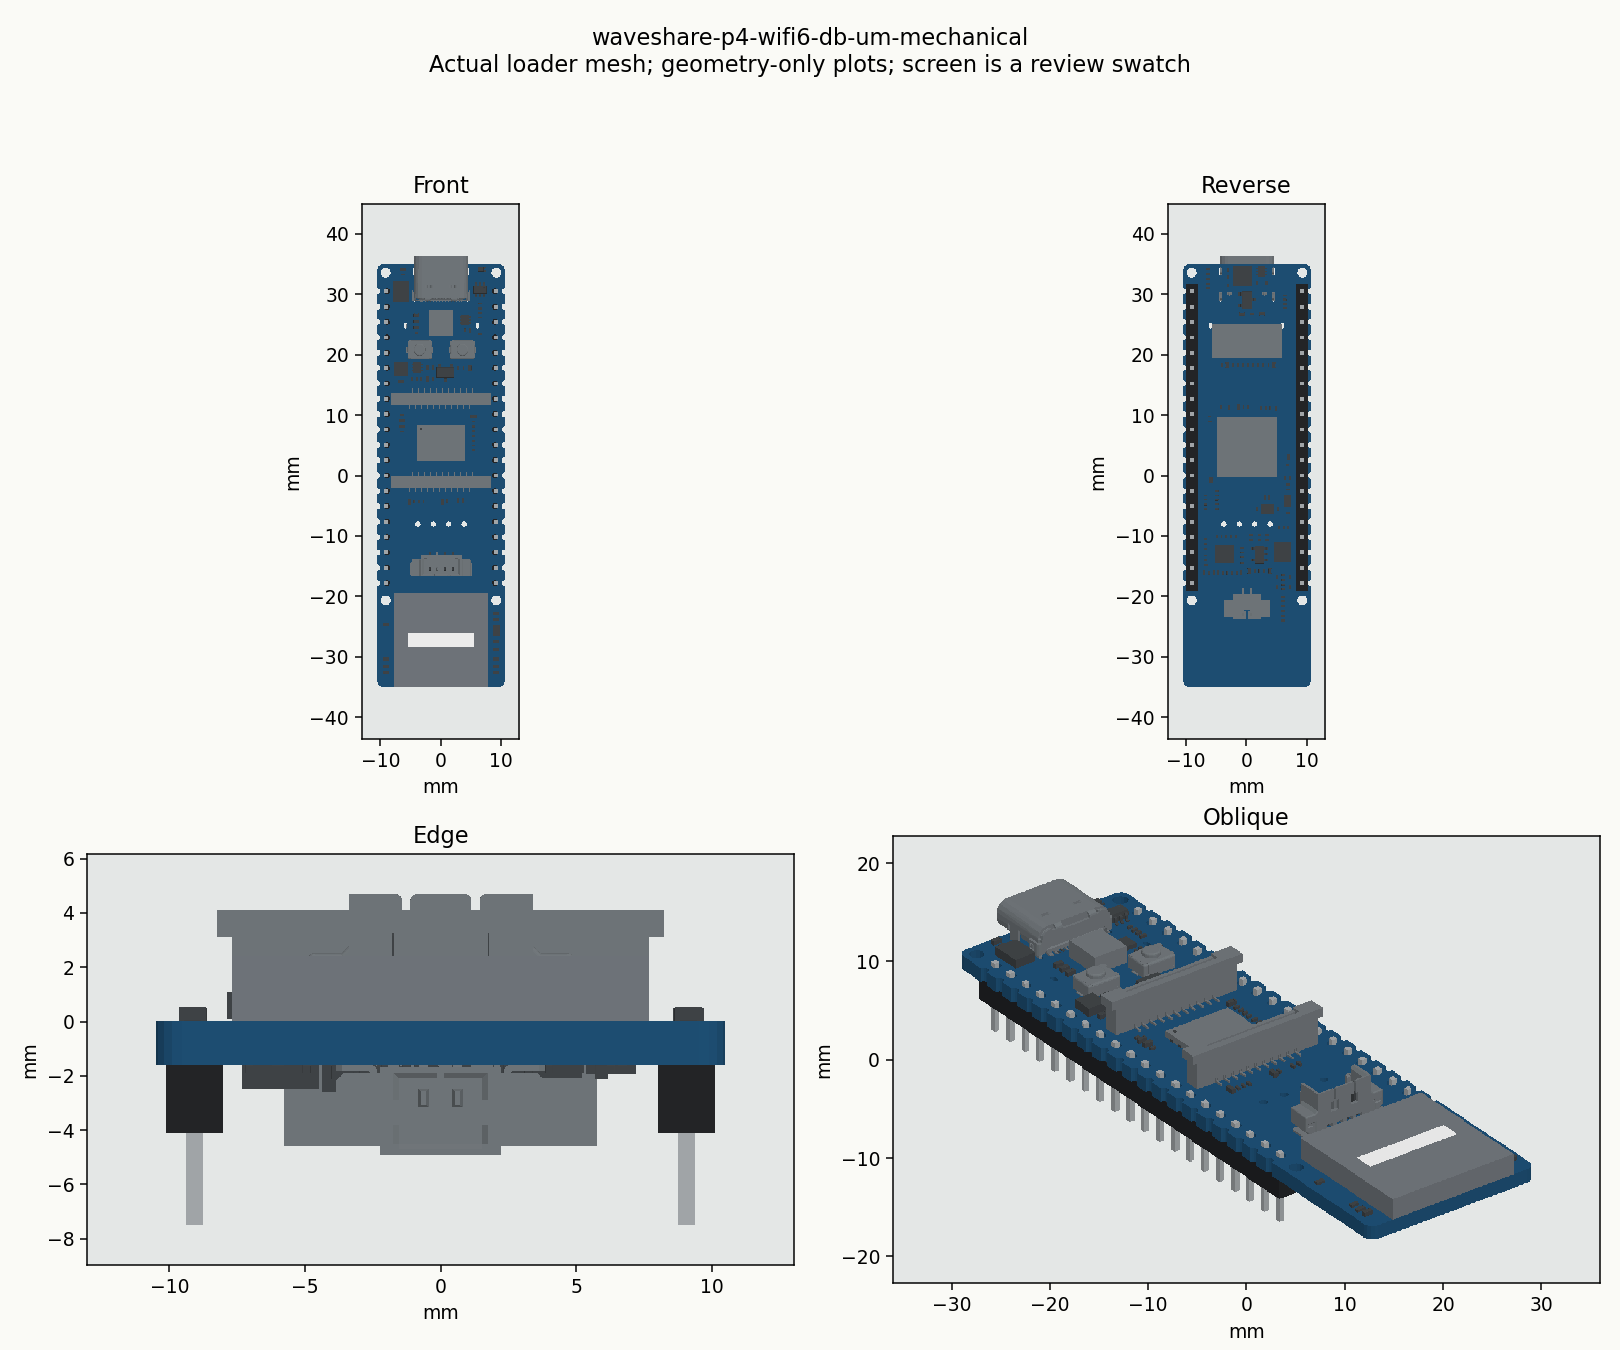 waveshare-p4-wifi6-db-um-mechanical
Actual loader mesh; geometry-only plots; screen is a review swatch
Front
40
30
20
10
0
−10
−20
−30
−40
mm
−10 0 10
mm
Reverse
40
30
20
10
0
−10
−20
−30
−40
mm
−10 0 10
mm
Edge
6
4
2
0
−2
−4
−6
−8
mm
−10 −5 0 5 10
mm
Oblique
20
10
0
−10
−20
mm
−30 −20 −10 0 10 20 30
mm